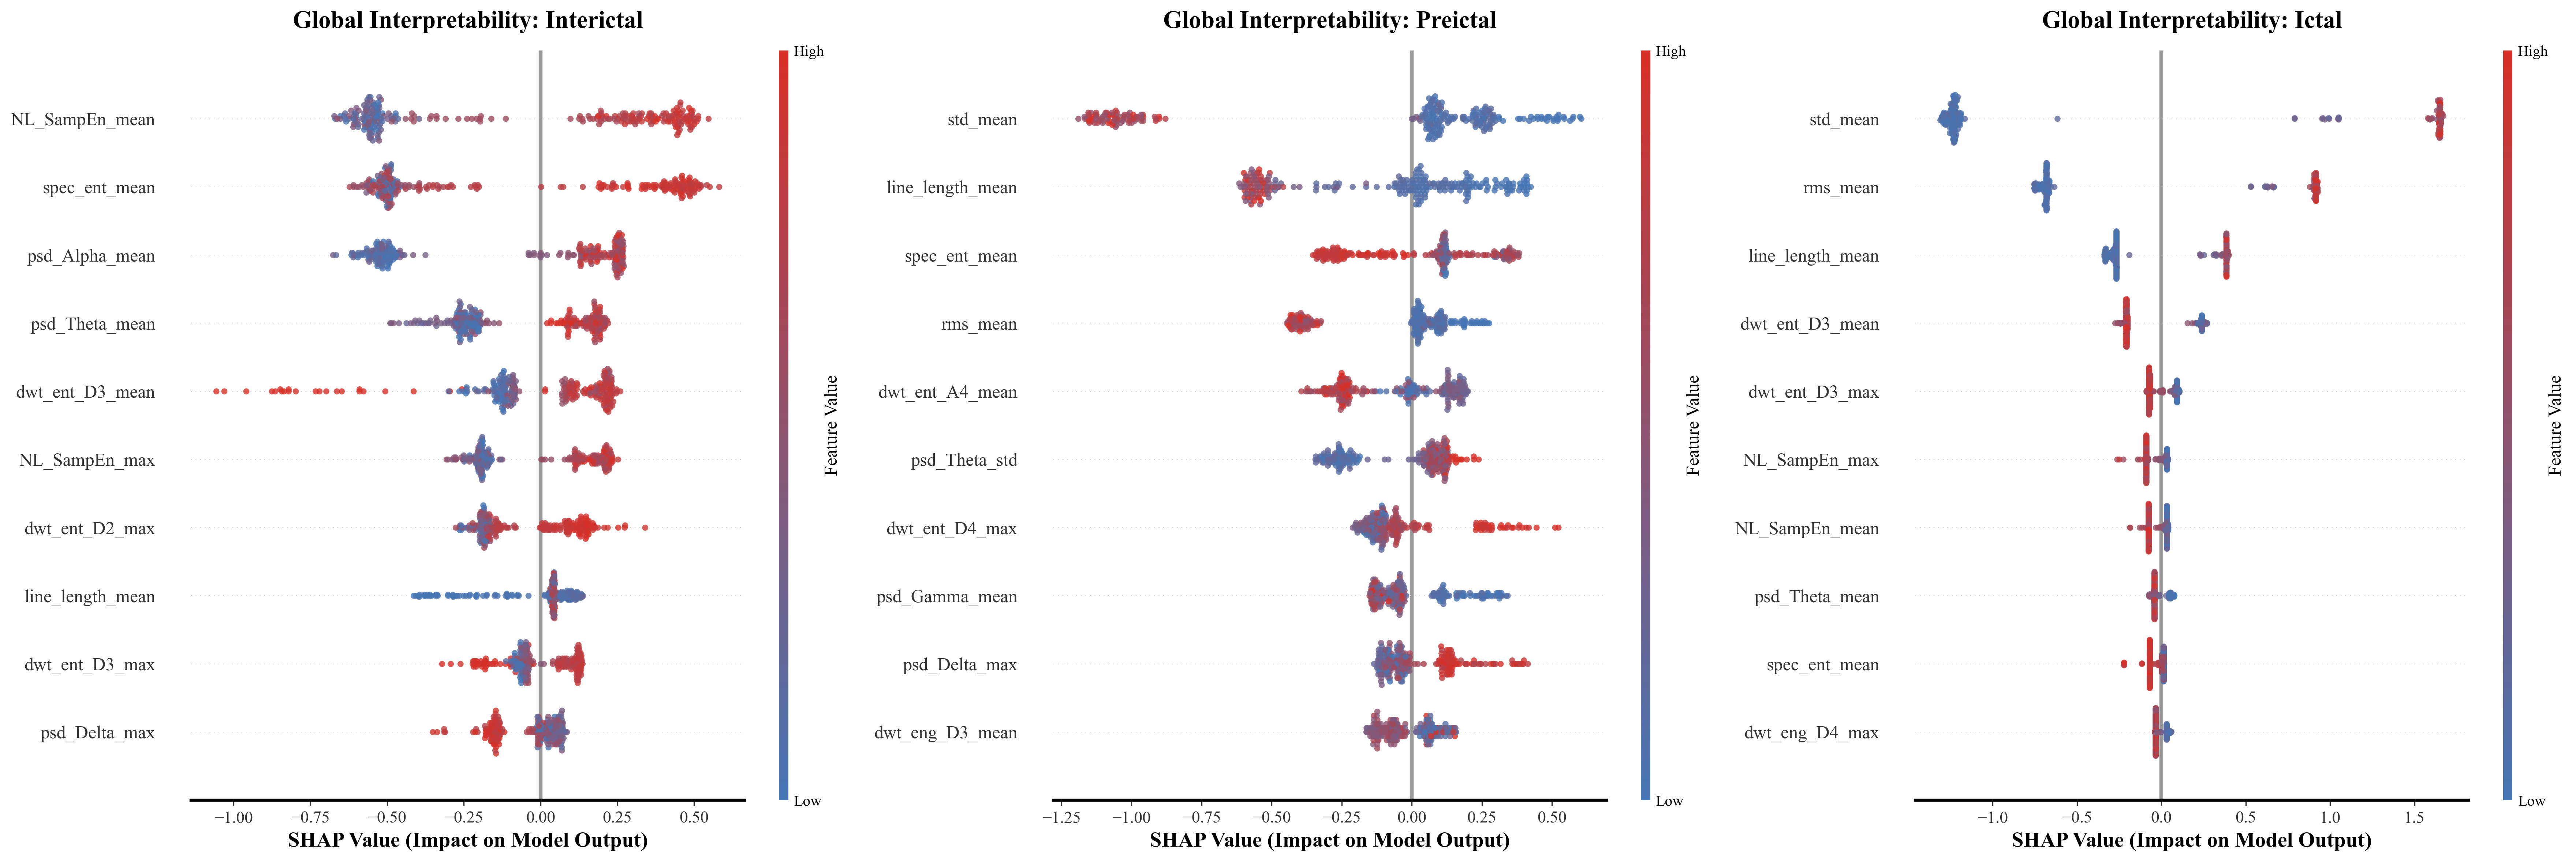 Global Interpretability: Interictal
High
NL_SampEn_mean
spec_ent_mean
psd_Alpha_mean
psd_Theta_mean
dwt_ent_D3_mean
NL_SampEn_max
dwt_ent_D2_max
line_length_mean
dwt_ent_D3_max
psd_Delta_max
Feature Value
Low
−1.00 −0.75 −0.50 −0.25 0.00 0.25 0.50
SHAP Value (Impact on Model Output)
Global Interpretability: Preictal
High
std_mean
line_length_mean
spec_ent_mean
rms_mean
dwt_ent_A4_mean
psd_Theta_std
dwt_ent_D4_max
psd_Gamma_mean
psd_Delta_max
dwt_eng_D3_mean
Feature Value
Low
−1.25 −1.00 −0.75 −0.50 −0.25 0.00 0.25 0.50
SHAP Value (Impact on Model Output)
Global Interpretability: Ictal
High
std_mean
rms_mean
line_length_mean
dwt_ent_D3_mean
dwt_ent_D3_max
NL_SampEn_max
NL_SampEn_mean
psd_Theta_mean
spec_ent_mean
dwt_eng_D4_max
Feature Value
Low
−1.0 −0.5 0.0 0.5 1.0 1.5
SHAP Value (Impact on Model Output)